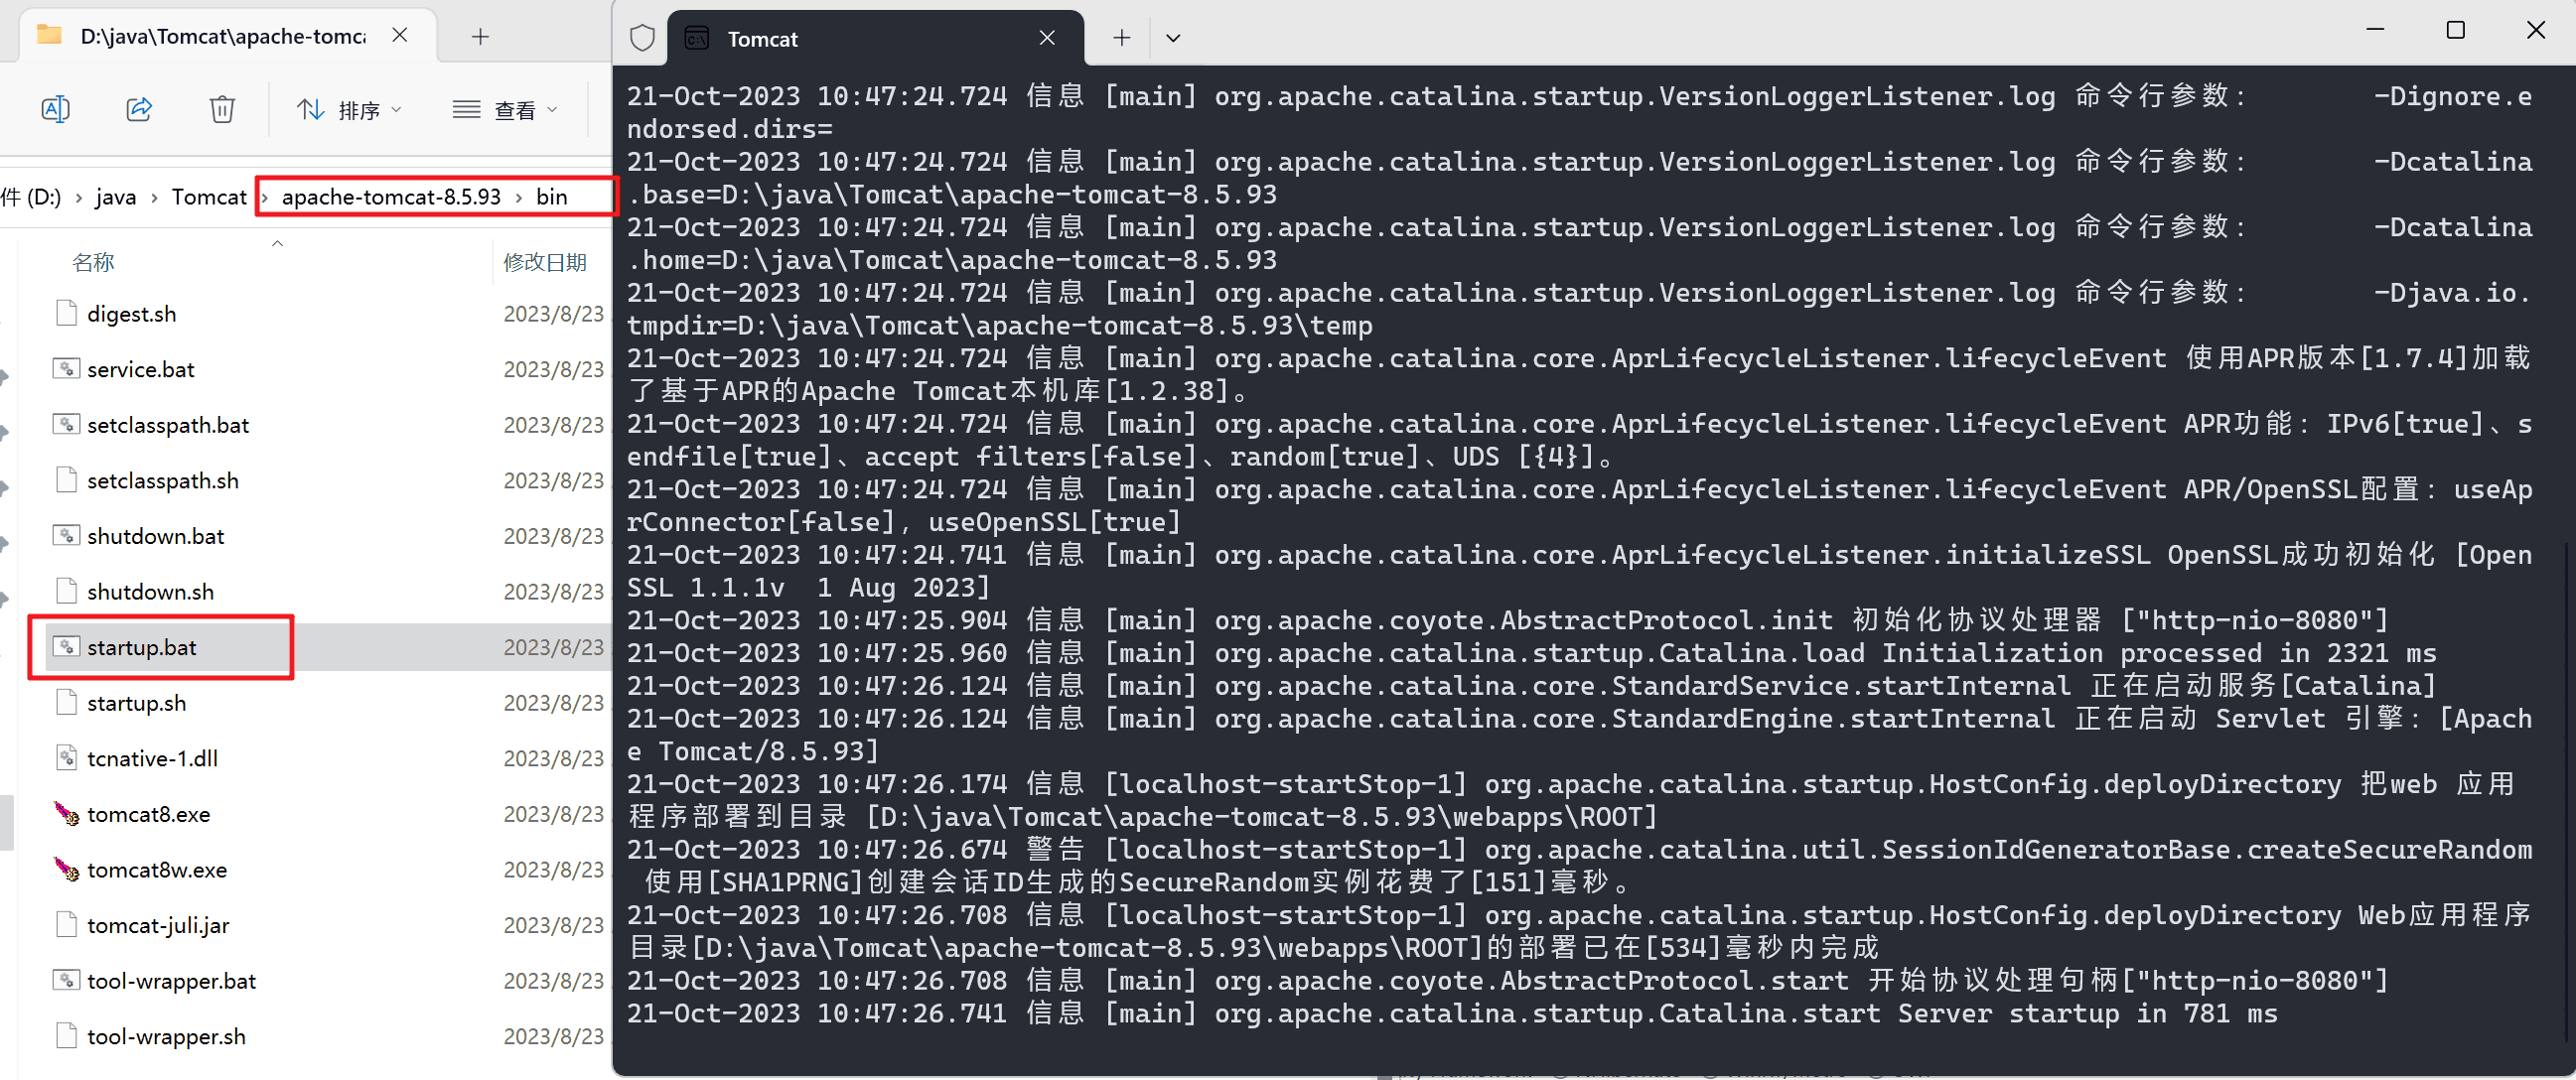 D:\java\Tomcat\apache-tomca
排序
查看
件 (D:) › java › Tomcat › apache-tomcat-8.5.93 › bin
名称 修改日期
digest.sh 2023/8/23
service.bat 2023/8/23
setclasspath.bat 2023/8/23
setclasspath.sh 2023/8/23
shutdown.bat 2023/8/23
shutdown.sh 2023/8/23
startup.bat 2023/8/23
startup.sh 2023/8/23
tcnative-1.dll 2023/8/23
tomcat8.exe 2023/8/23
tomcat8w.exe 2023/8/23
tomcat-juli.jar 2023/8/23
tool-wrapper.bat 2023/8/23
tool-wrapper.sh 2023/8/23
Tomcat
21-Oct-2023 10:47:24.724 信息 [main] org.apache.catalina.startup.VersionLoggerListener.log 命令行参数： -Dignore.e
ndorsed.dirs=
21-Oct-2023 10:47:24.724 信息 [main] org.apache.catalina.startup.VersionLoggerListener.log 命令行参数： -Dcatalina
.base=D:\java\Tomcat\apache-tomcat-8.5.93
21-Oct-2023 10:47:24.724 信息 [main] org.apache.catalina.startup.VersionLoggerListener.log 命令行参数： -Dcatalina
.home=D:\java\Tomcat\apache-tomcat-8.5.93
21-Oct-2023 10:47:24.724 信息 [main] org.apache.catalina.startup.VersionLoggerListener.log 命令行参数： -Djava.io.
tmpdir=D:\java\Tomcat\apache-tomcat-8.5.93\temp
21-Oct-2023 10:47:24.724 信息 [main] org.apache.catalina.core.AprLifecycleListener.lifecycleEvent 使用APR版本[1.7.4]加载
了基于APR的Apache Tomcat本机库[1.2.38]。
21-Oct-2023 10:47:24.724 信息 [main] org.apache.catalina.core.AprLifecycleListener.lifecycleEvent APR功能：IPv6[true]、s
endfile[true]、accept filters[false]、random[true]、UDS [{4}]。
21-Oct-2023 10:47:24.724 信息 [main] org.apache.catalina.core.AprLifecycleListener.lifecycleEvent APR/OpenSSL配置：useAp
rConnector[false]，useOpenSSL[true]
21-Oct-2023 10:47:24.741 信息 [main] org.apache.catalina.core.AprLifecycleListener.initializeSSL OpenSSL成功初始化 [Open
SSL 1.1.1v  1 Aug 2023]
21-Oct-2023 10:47:25.904 信息 [main] org.apache.coyote.AbstractProtocol.init 初始化协议处理器 ["http-nio-8080"]
21-Oct-2023 10:47:25.960 信息 [main] org.apache.catalina.startup.Catalina.load Initialization processed in 2321 ms
21-Oct-2023 10:47:26.124 信息 [main] org.apache.catalina.core.StandardService.startInternal 正在启动服务[Catalina]
21-Oct-2023 10:47:26.124 信息 [main] org.apache.catalina.core.StandardEngine.startInternal 正在启动 Servlet 引擎：[Apach
e Tomcat/8.5.93]
21-Oct-2023 10:47:26.174 信息 [localhost-startStop-1] org.apache.catalina.startup.HostConfig.deployDirectory 把web 应用
程序部署到目录 [D:\java\Tomcat\apache-tomcat-8.5.93\webapps\ROOT]
21-Oct-2023 10:47:26.674 警告 [localhost-startStop-1] org.apache.catalina.util.SessionIdGeneratorBase.createSecureRandom
使用[SHA1PRNG]创建会话ID生成的SecureRandom实例花费了[151]毫秒。
21-Oct-2023 10:47:26.708 信息 [localhost-startStop-1] org.apache.catalina.startup.HostConfig.deployDirectory Web应用程序
目录[D:\java\Tomcat\apache-tomcat-8.5.93\webapps\ROOT]的部署已在[534]毫秒内完成
21-Oct-2023 10:47:26.708 信息 [main] org.apache.coyote.AbstractProtocol.start 开始协议处理句柄["http-nio-8080"]
21-Oct-2023 10:47:26.741 信息 [main] org.apache.catalina.startup.Catalina.start Server startup in 781 ms